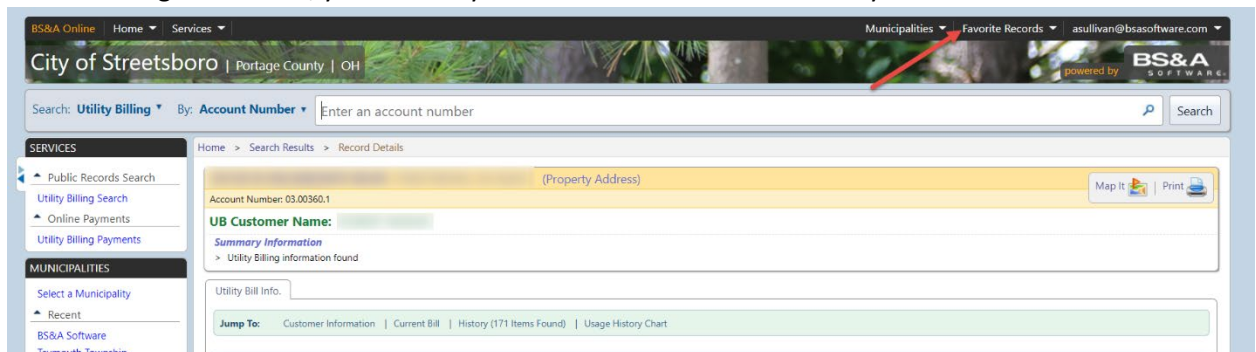 BS&A Online Home Services Municipalities Favorite Records asullivan@bsasoftware.com
City of Streetsboro | Portage County | OH powered by BS&A SOFTWARE
Search: Utility Billing By: Account Number Enter an account number Search
SERVICES
Home > Search Results > Record Details
Public Records Search
(Property Address)
Map It | Print
Utility Billing Search
Account Number: 03.00360.1
Online Payments
UB Customer Name:
Utility Billing Payments
Summary Information
> Utility Billing information found
MUNICIPALITIES
Select a Municipality
Utility Bill Info.
Recent
Jump To: Customer Information | Current Bill | History (171 Items Found) | Usage History Chart
BS&A Software